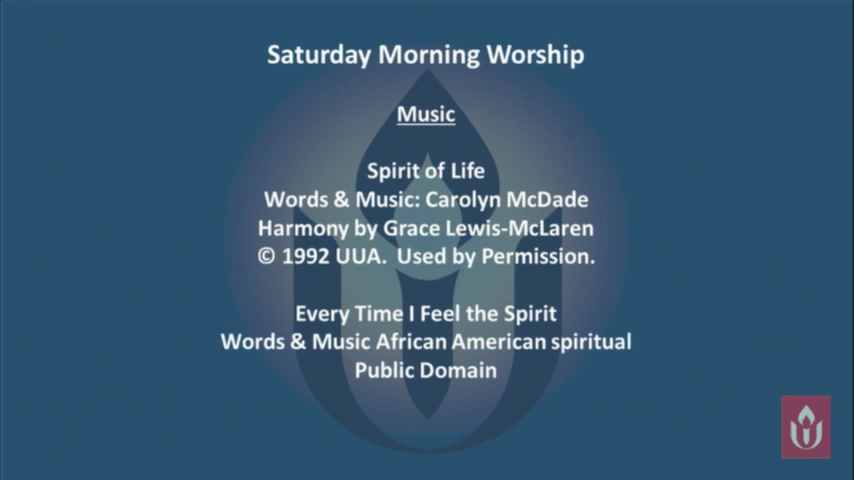 Saturday Morning Worship
Music
Spirit of Life
Words & Music: Carolyn McDade
Harmony by Grace Lewis-McLaren
© 1992 UUA.  Used by Permission.
Every Time I Feel the Spirit
Words & Music African American spiritual
Public Domain